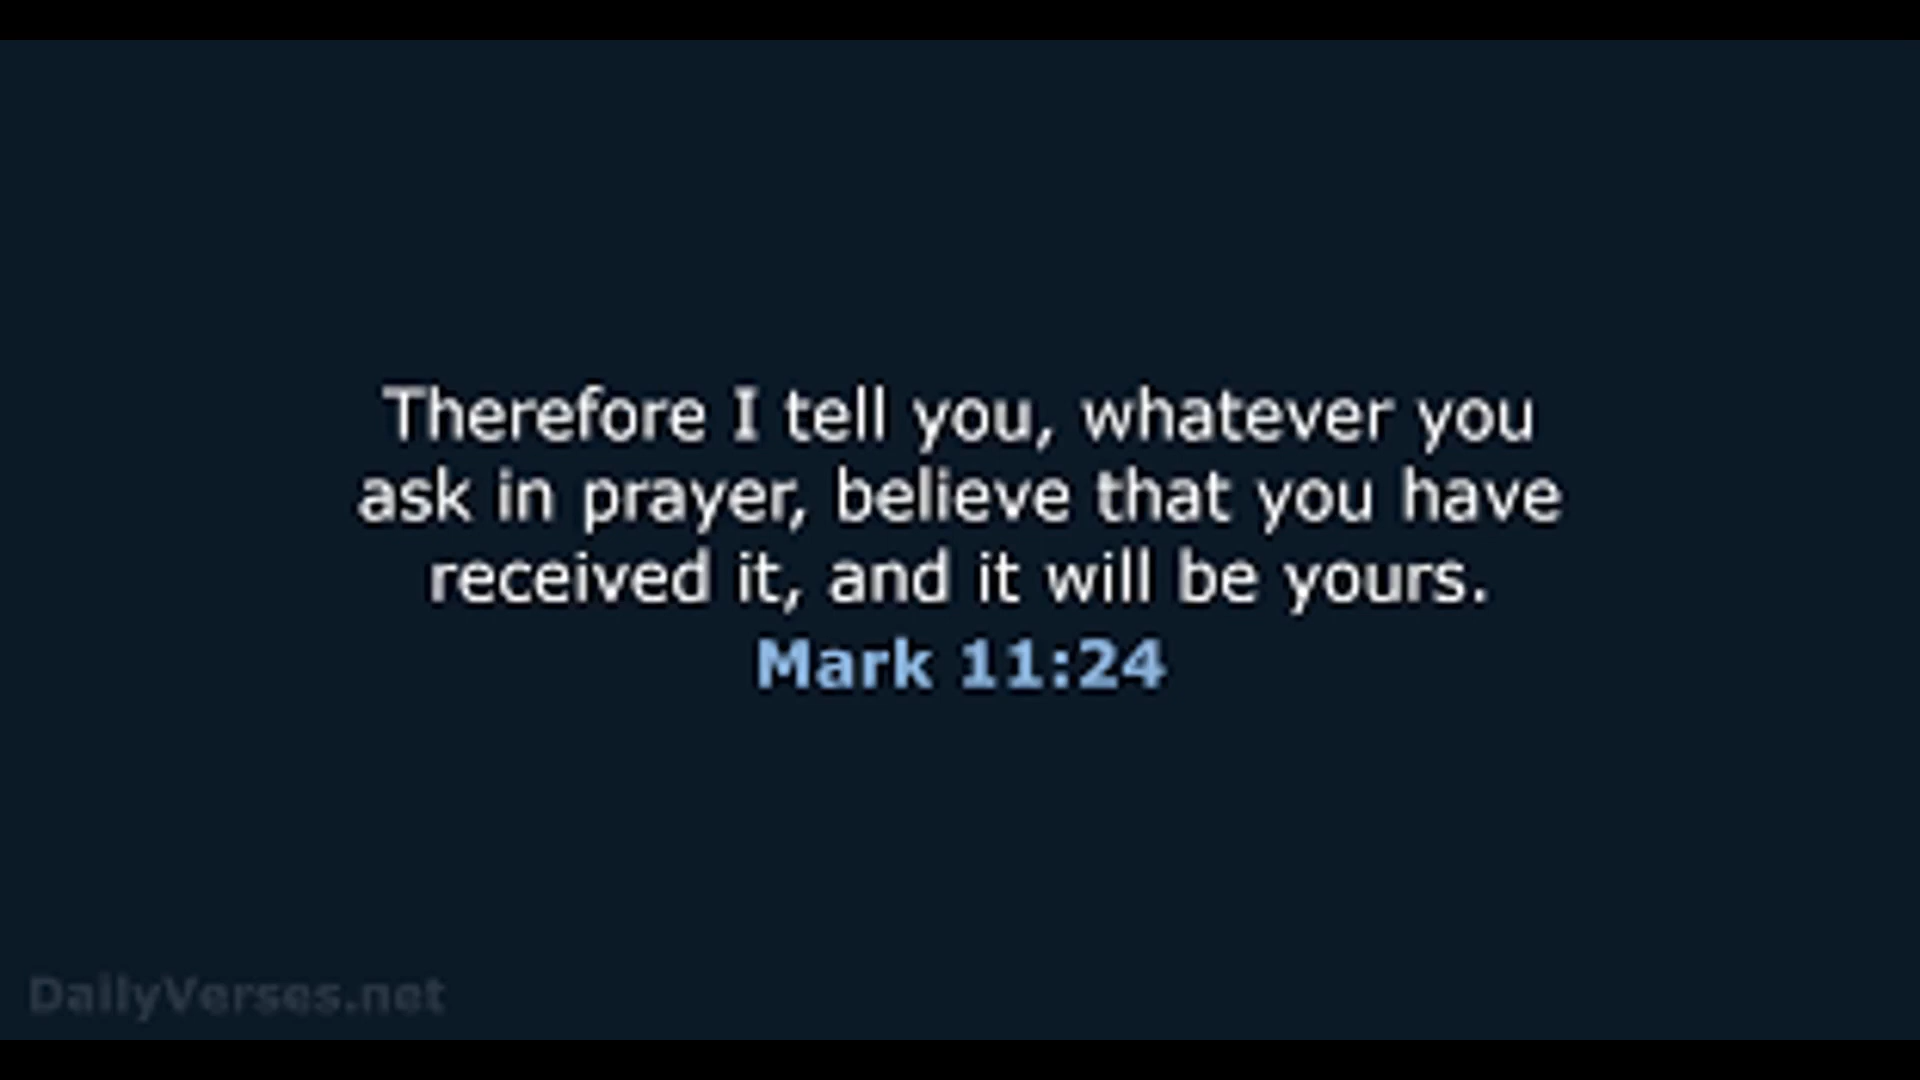 Therefore I tell you, whatever you
ask in prayer, believe that you have
received it, and it will be yours.
Mark 11:24
DailyVerses.net